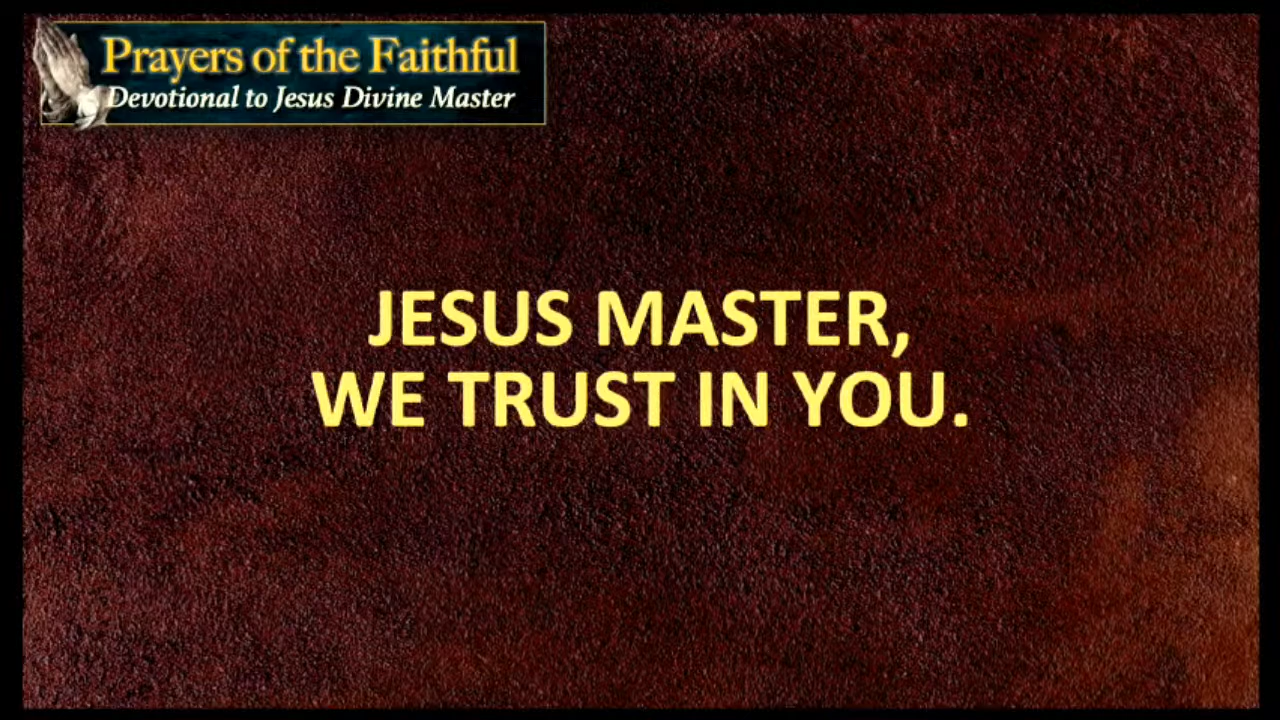 Prayers of the Faithful
Devotional to Jesus Divine Master
JESUS MASTER,
WE TRUST IN YOU.